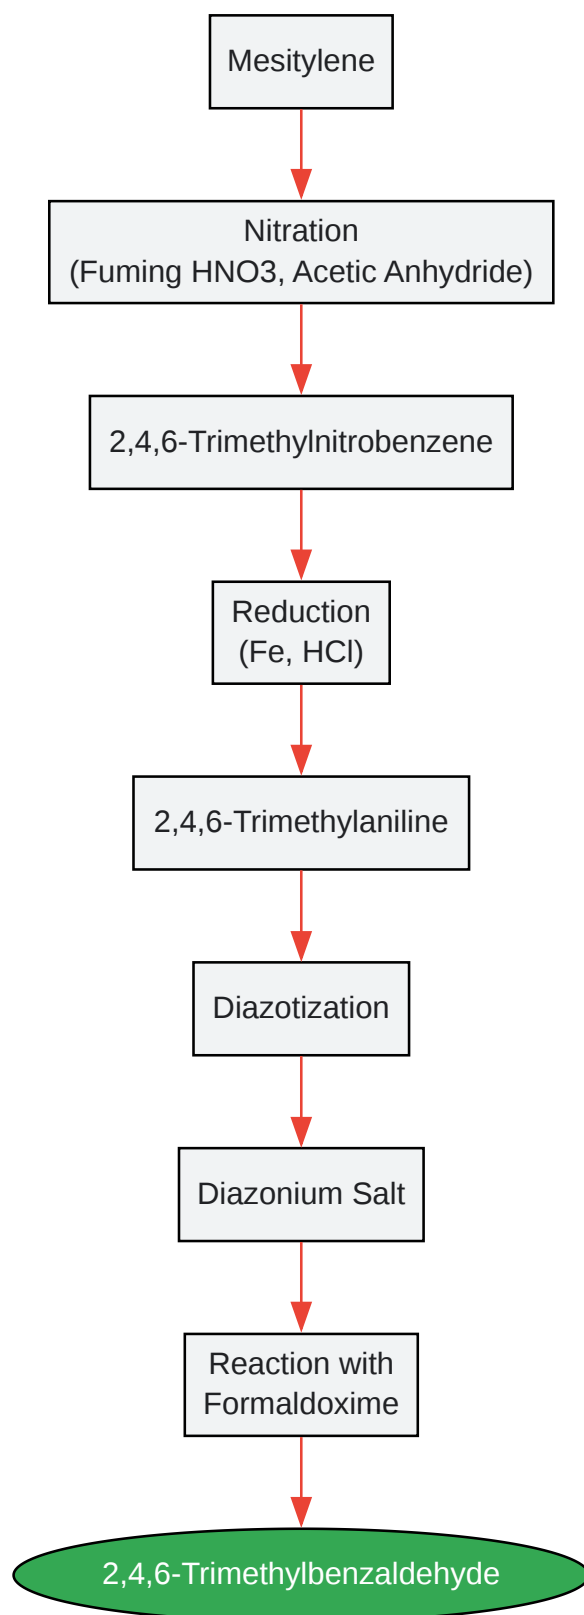 Mesitylene
Nitration
(Fuming HNO3, Acetic Anhydride)
2,4,6-Trimethylnitrobenzene
Reduction
(Fe, HCl)
2,4,6-Trimethylaniline
Diazotization
Diazonium Salt
Reaction with
Formaldoxime
2,4,6-Trimethylbenzaldehyde